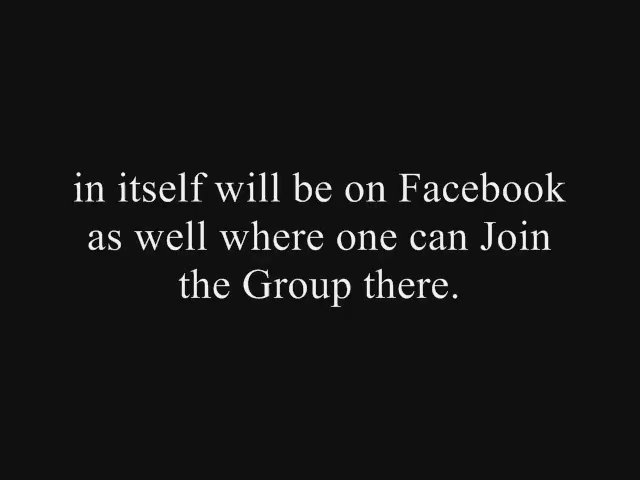 in itself will be on Facebook
as well where one can Join
the Group there.